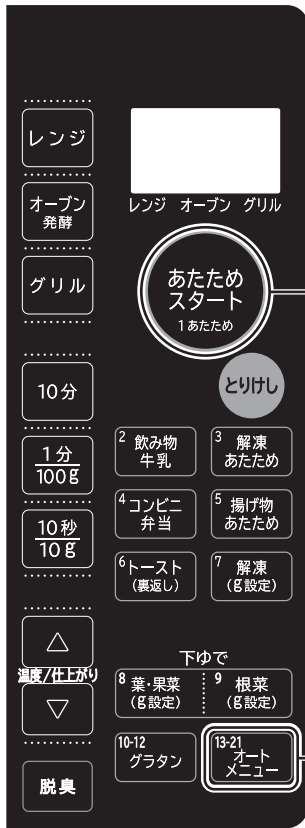 レンジ
オーブン
発酵
グリル
10分
1分
100g
10秒
10g
温度/仕上がり
脱臭
レンジ オーブン グリル
あたため
スタート
1あたため
とりけし
2 飲み物
牛乳
3 解凍
あたため
4 コンビニ
弁当
5 揚げ物
あたため
6 トースト
(裏返し)
7 解凍
(g設定)
下ゆで
8 葉・果菜
(g設定)
9 根菜
(g設定)
10-12
グラタン
13-21
オート
メニュー